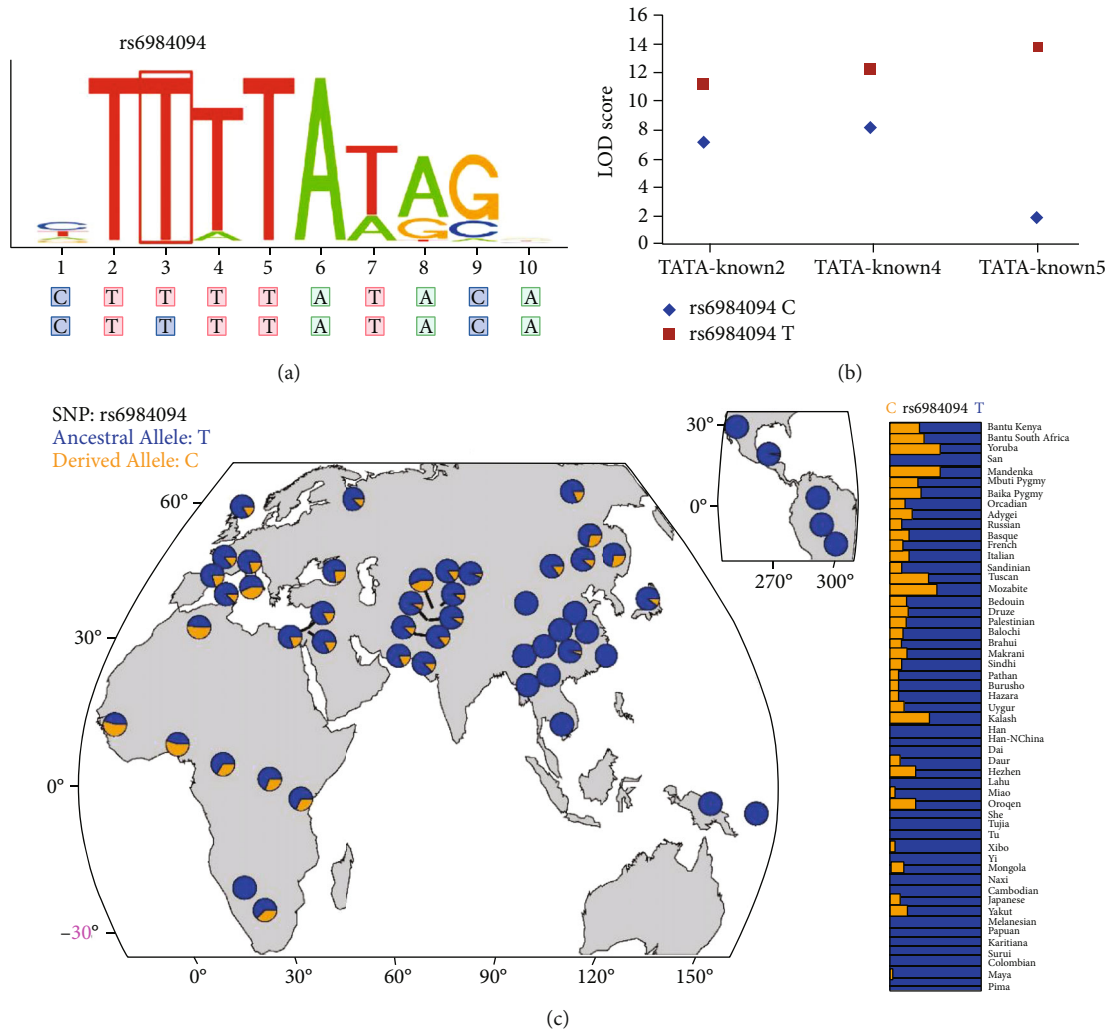 rs6984094
T T T T A T A G
C A A G C
1 2 3 4 5 6 7 8 9 10
C T T T T A T A C A
C T T T T A T A C A
(a)
16
14
12
10
8
6
4
2
0
LOD score
TATA-known2 TATA-known4 TATA-known5
rs6984094 C
rs6984094 T
(b)
SNP: rs6984094
Ancestral Allele: T
Derived Allele: C
60°
30°
0°
–30°
0° 30° 60° 90° 120° 150°
30°
0°
270° 300°
C rs6984094 T
Bantu Kenya
Bantu South Africa
Yoruba
San
Mandenka
Mbuti Pygmy
Baika Pygmy
Orcadian
Adygei
Russian
Basque
French
Italian
Sandinian
Tuscan
Mozabite
Bedouin
Druze
Palestinian
Balochi
Brahui
Makrani
Sindhi
Pathan
Burusho
Hazara
Uygur
Kalash
Han
Han-NChina
Dai
Daur
Hezhen
Lahu
Miao
Oroqen
She
Tujia
Tu
Xibo
Yi
Mongola
Naxi
Cambodian
Japanese
Yakut
Melanesian
Papuan
Karitiana
Surui
Colombian
Maya
Pima
(c)